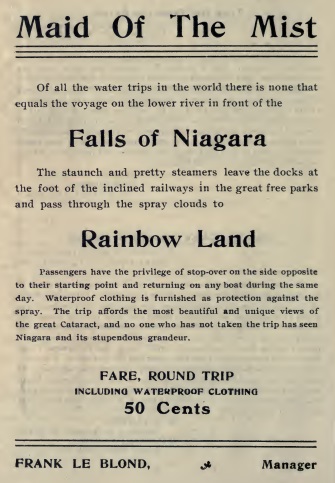 Maid Of The Mist
Of all the water trips in the world there is none that
equals the voyage on the lower river in front of the
Falls of Niagara
The staunch and pretty steamers leave the docks at
the foot of the inclined railways in the great free parks
and pass through the spray clouds to
Rainbow Land
Passengers have the privilege of stop-over on the side opposite
to their starting point and returning on any boat during the same
day. Waterproof clothing is furnished as protection against the
spray. The trip affords the most beautiful and unique views of
the great Cataract, and no one who has not taken the trip has seen
Niagara and its stupendous grandeur.
FARE, ROUND TRIP
INCLUDING WATERPROOF CLOTHING
50 Cents
FRANK LE BLOND, Manager